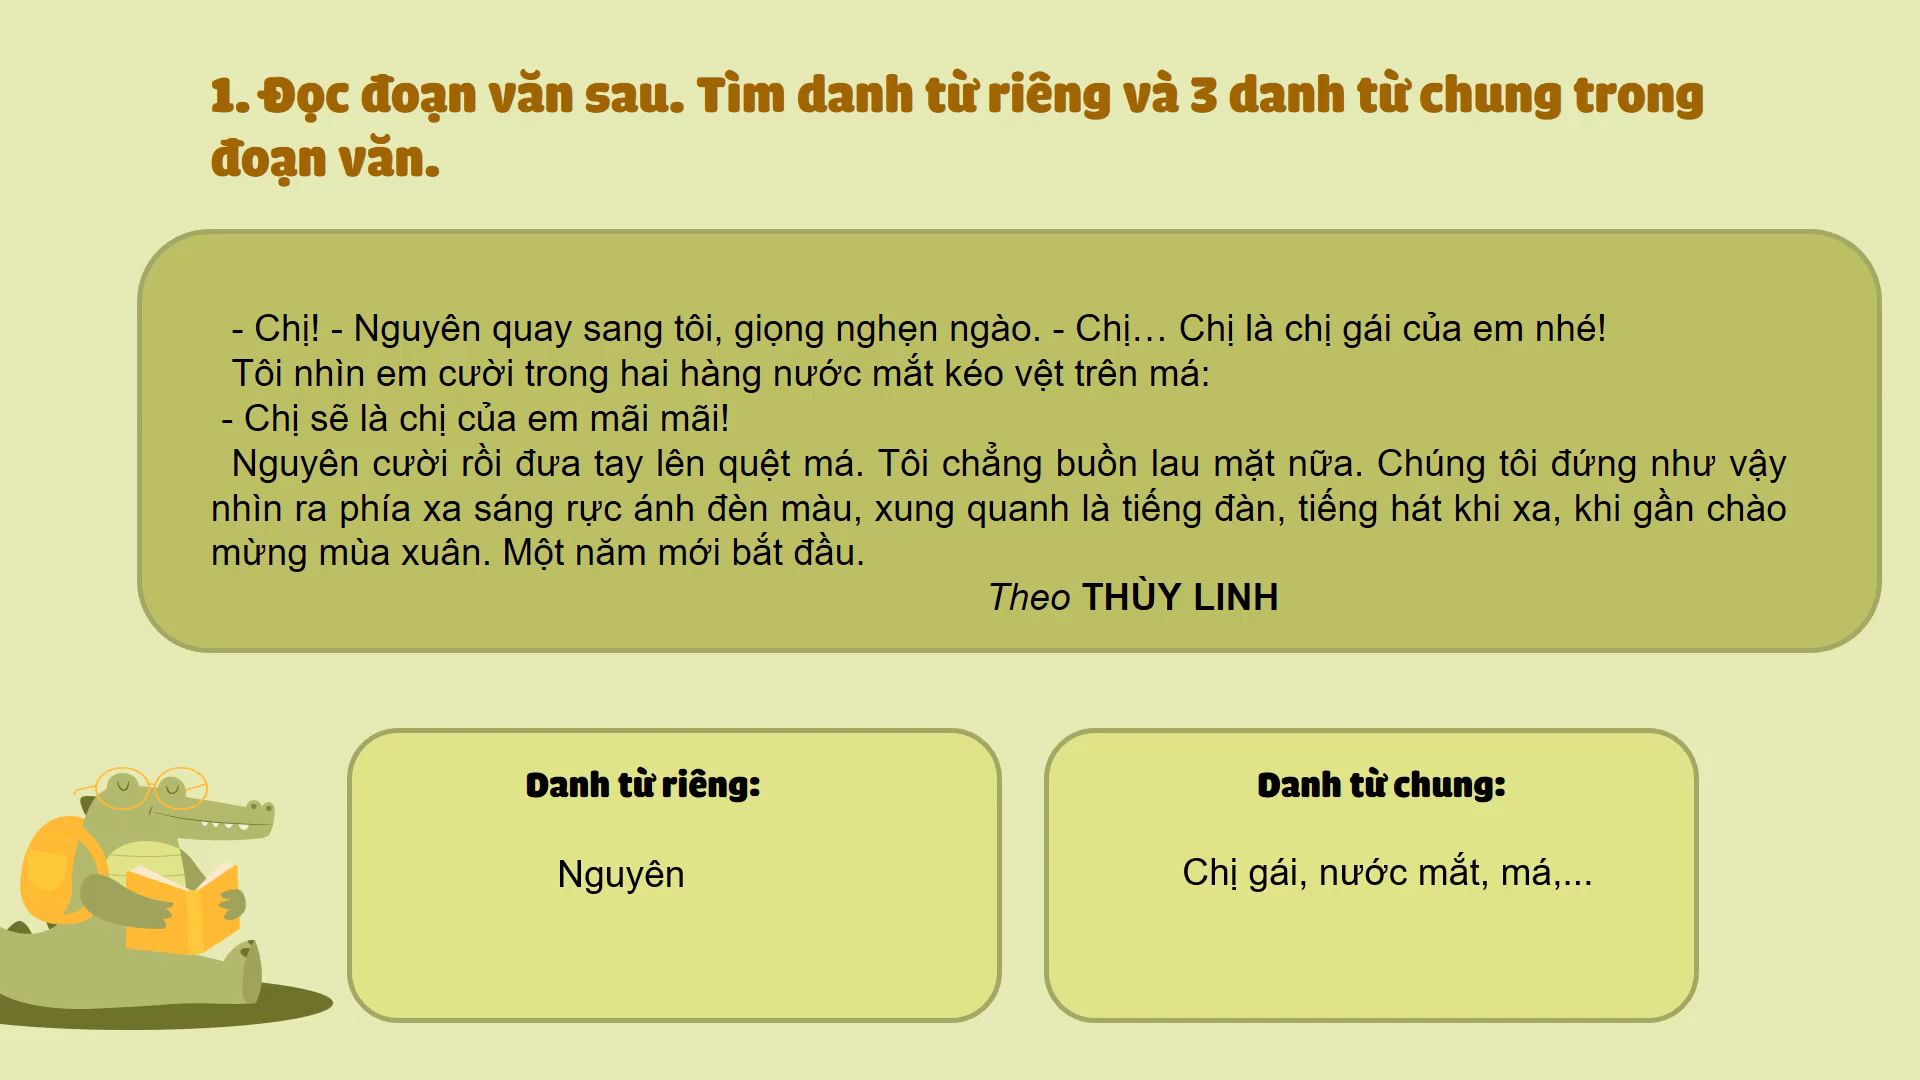 1. Đọc đoạn văn sau. Tìm danh từ riêng và 3 danh từ chung trong
đoạn văn.
- Chị! - Nguyên quay sang tôi, giọng nghẹn ngào. - Chị… Chị là chị gái của em nhé!
Tôi nhìn em cười trong hai hàng nước mắt kéo vệt trên má:
- Chị sẽ là chị của em mãi mãi!
Nguyên cười rồi đưa tay lên quệt má. Tôi chẳng buồn lau mặt nữa. Chúng tôi đứng như vậy
nhìn ra phía xa sáng rực ánh đèn màu, xung quanh là tiếng đàn, tiếng hát khi xa, khi gần chào
mừng mùa xuân. Một năm mới bắt đầu.
Theo THÙY LINH
Danh từ riêng:
Nguyên
Danh từ chung:
Chị gái, nước mắt, má,...